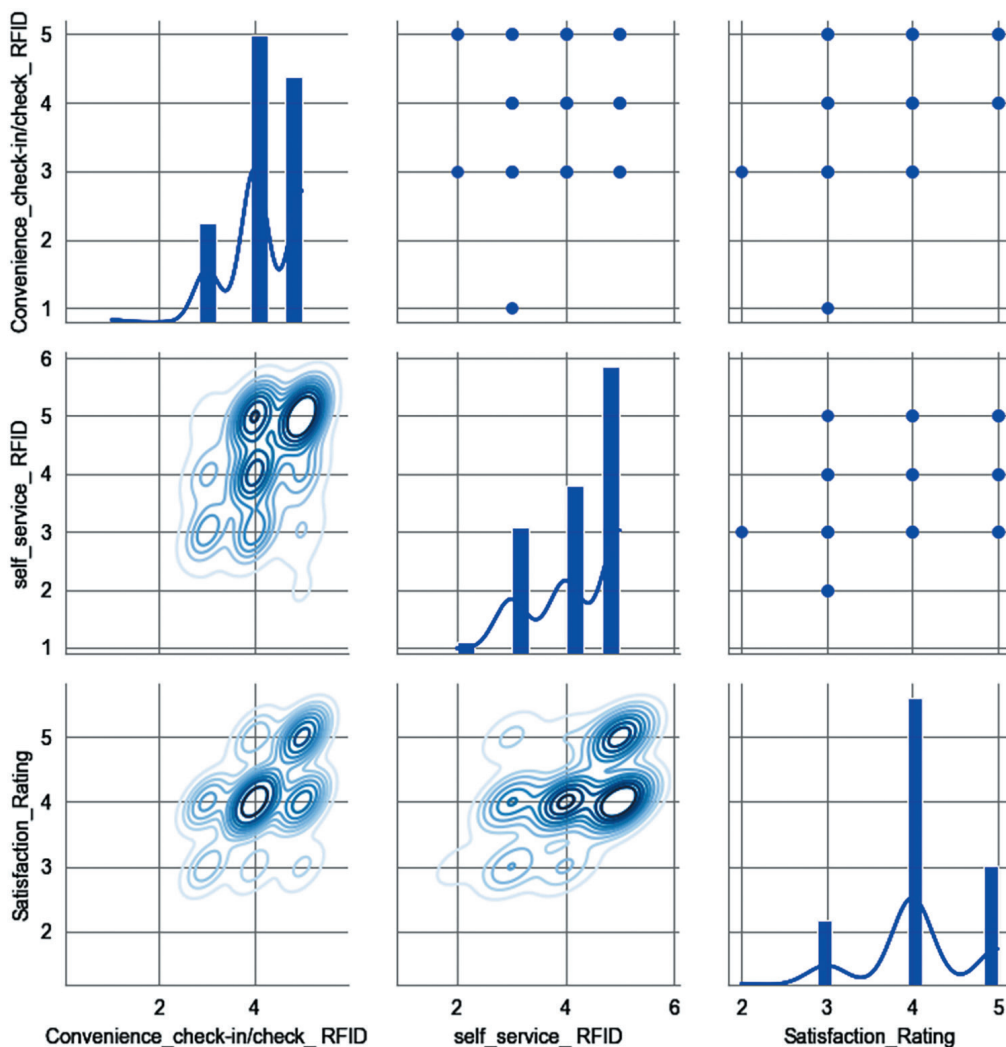 Convenience_check-in/check_ RFID
5
4
3
2
1
self_service_ RFID
6
5
4
3
2
1
Satisfaction_Rating
5
4
3
2
2 4
2 4 6
2 3 4 5
Convenience_check-in/check_ RFID
self_service_ RFID
Satisfaction_Rating